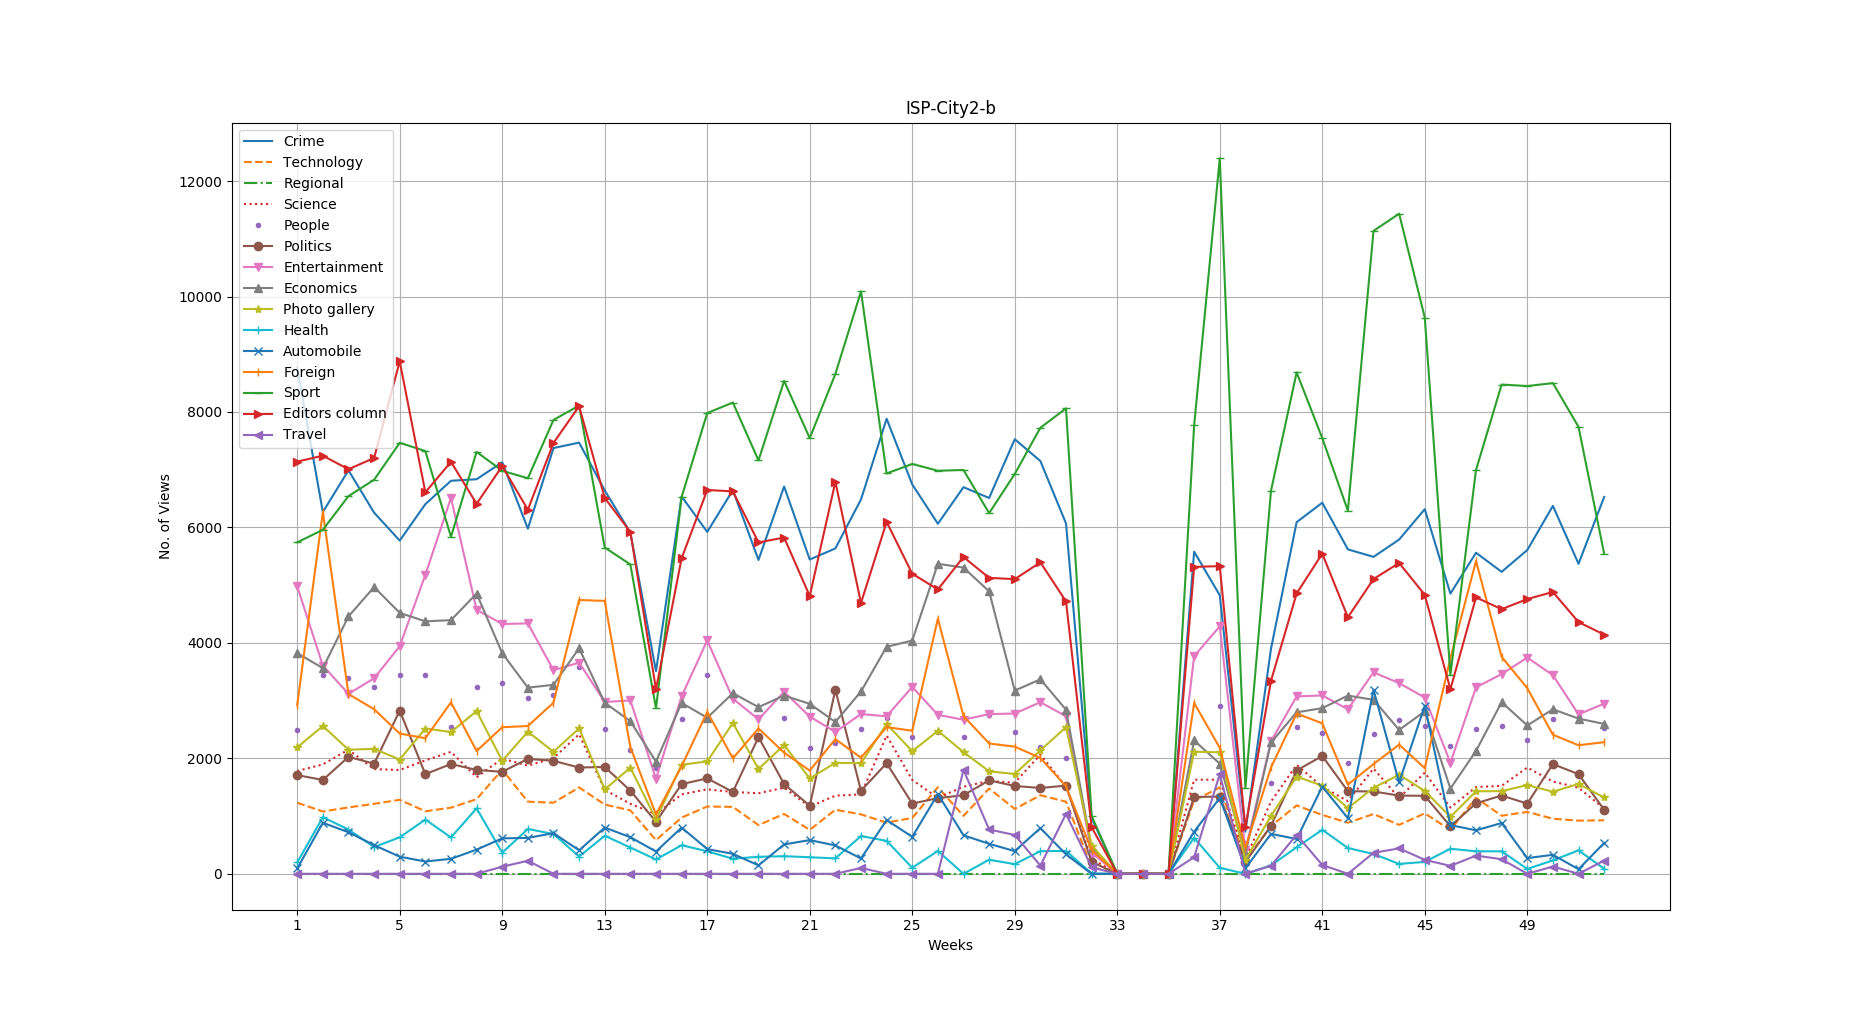 ISP-City2-b
Crime
Technology
Regional
Science
People
Politics
Entertainment
Economics
Photo gallery
Health
Automobile
Foreign
Sport
Editors column
Travel
No. of Views
12000
10000
8000
6000
4000
2000
0
1 5 9 13 17 21 25 29 33 37 41 45 49
Weeks